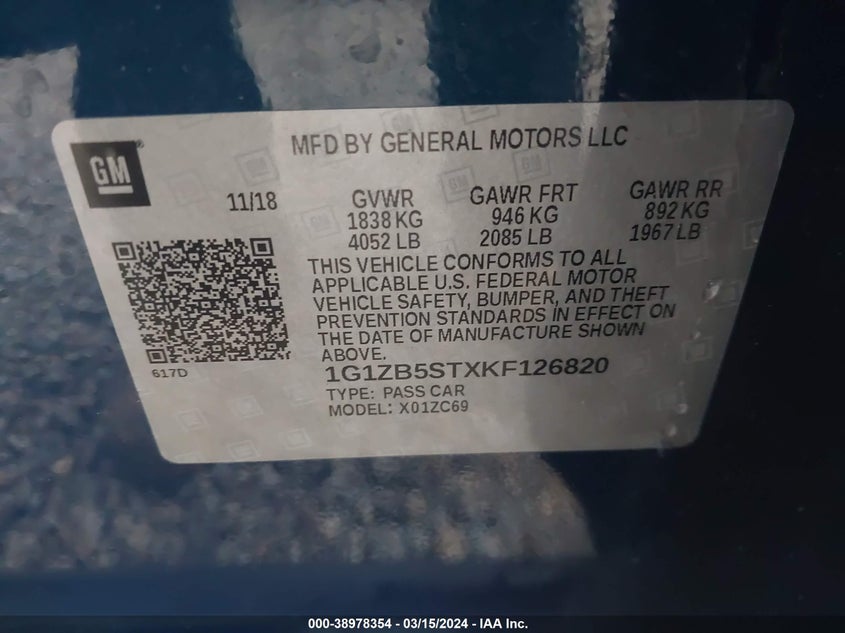 GM
MFD BY GENERAL MOTORS LLC
11/18
GVWR
1838 KG
4052 LB
GAWR FRT
946 KG
2085 LB
GAWR RR
892 KG
1967 LB
THIS VEHICLE CONFORMS TO ALL
APPLICABLE U.S. FEDERAL MOTOR
VEHICLE SAFETY, BUMPER, AND THEFT
PREVENTION STANDARDS IN EFFECT ON
THE DATE OF MANUFACTURE SHOWN
ABOVE.
617D
1G1ZB5STXKF126820
TYPE: PASS CAR
MODEL: X01ZC69
000-38978354 - 03/15/2024 - IAA Inc.